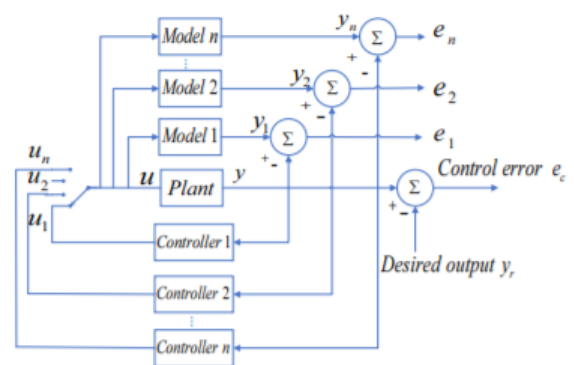 Model n
y_n
Σ
e_n
+
-
⋮
Model 2
y_2
Σ
e_2
+
-
Model 1
y_1
Σ
e_1
+
-
u_n
u_2
u_1
u
Plant
y
Σ
Control error e_c
+
-
Controller 1
Desired output y_r
Controller 2
⋮
Controller n